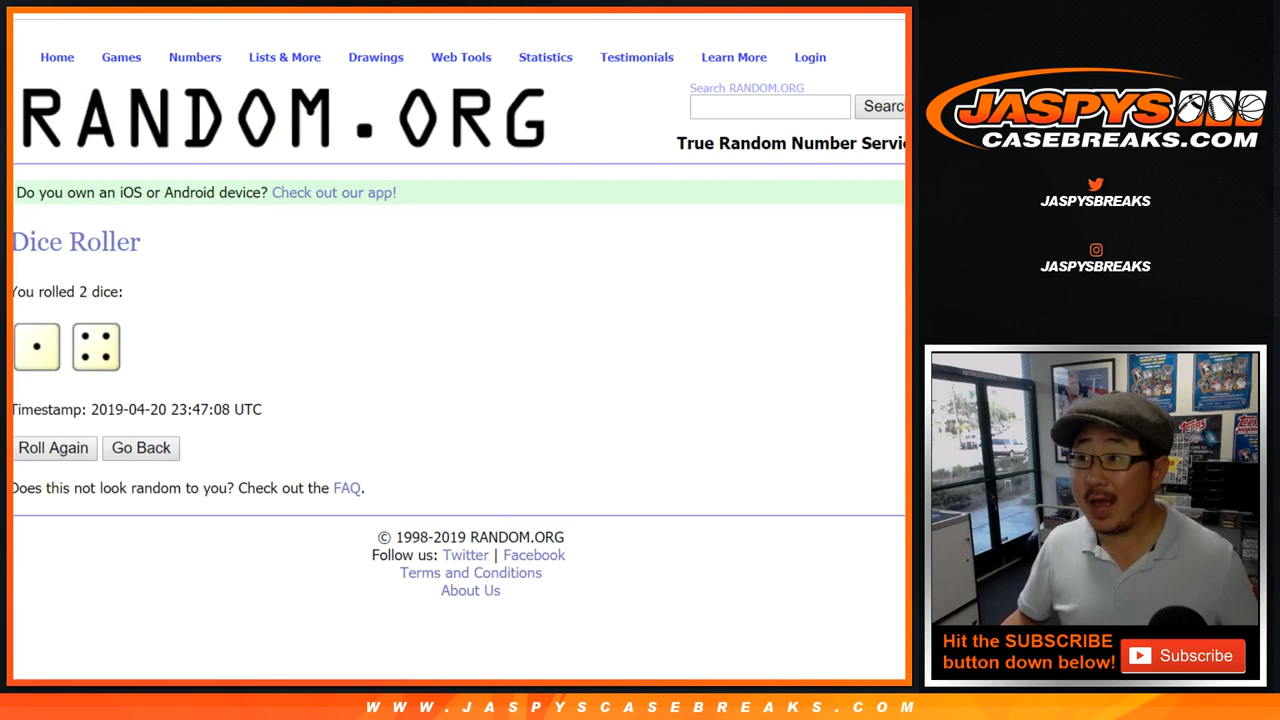 Home Games Numbers Lists & More Drawings Web Tools Statistics Testimonials Learn More Login
RANDOM.ORG
Search RANDOM.ORG
Searc
True Random Number Servi
Do you own an iOS or Android device? Check out our app!
Dice Roller
You rolled 2 dice:
Timestamp: 2019-04-20 23:47:08 UTC
Roll Again Go Back
Does this not look random to you? Check out the FAQ.
© 1998-2019 RANDOM.ORG
Follow us: Twitter | Facebook
Terms and Conditions
About Us
JASPYS
CASEBREAKS.COM
JASPYSBREAKS
JASPYSBREAKS
Topps
Hit the SUBSCRIBE
button down below!
Subscribe
WWW.JASPYSCASEBREAKS.COM